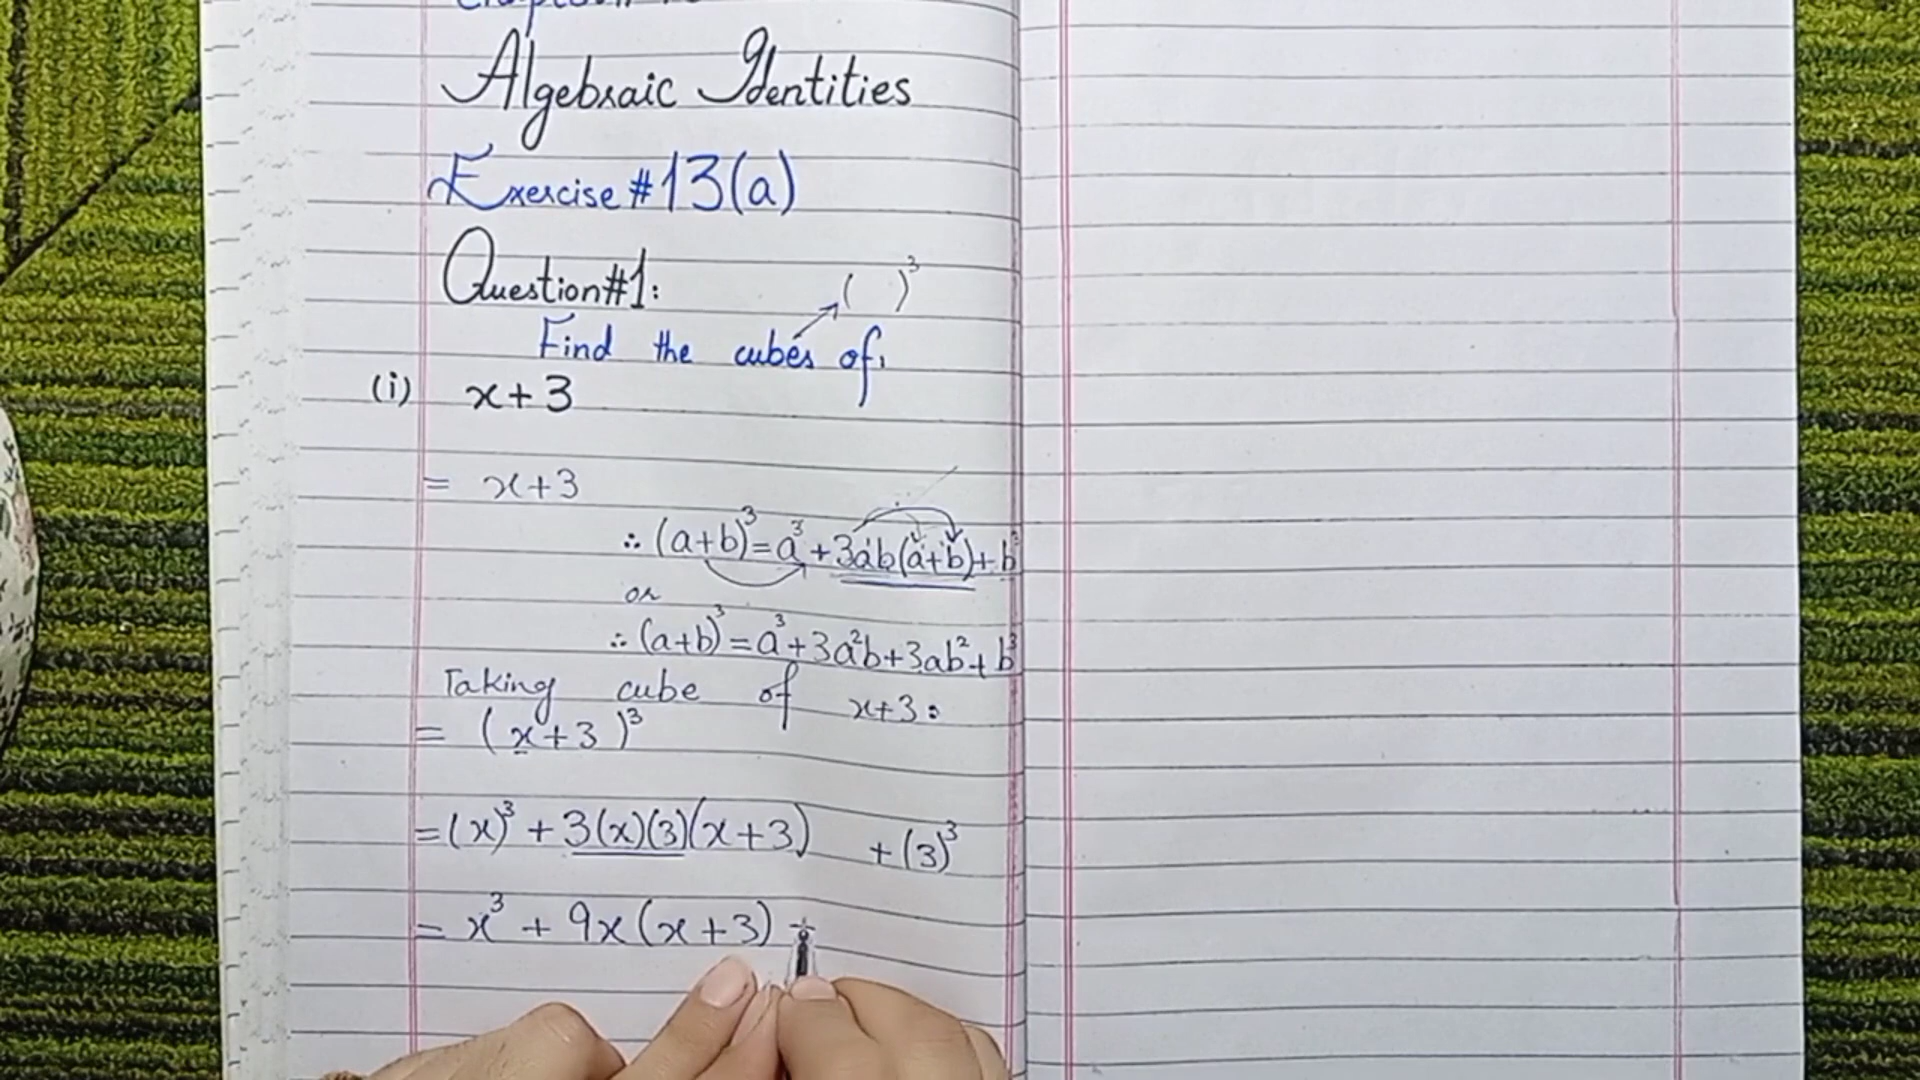 Algebraic Identities
Exercise #13(a)
Question#1:
( )³
Find the cubes of:
(i) x+3
= x+3
∴ (a+b)³=a³+3ab(a+b)+b³
or
∴ (a+b)³=a³+3a²b+3ab²+b³
Taking cube of x+3:
= (x+3)³
=(x)³+3(x)(3)(x+3) +(3)³
= x³ + 9x(x+3) +